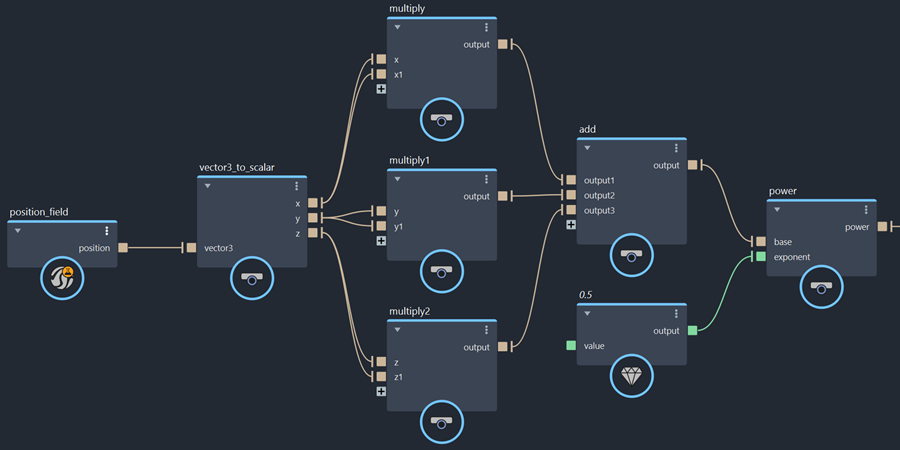 position_field
position
vector3_to_scalar
x
y
z
vector3
multiply
output
x
x1
multiply1
output
y
y1
multiply2
output
z
z1
add
output
output1
output2
output3
0.5
output
value
power
power
base
exponent